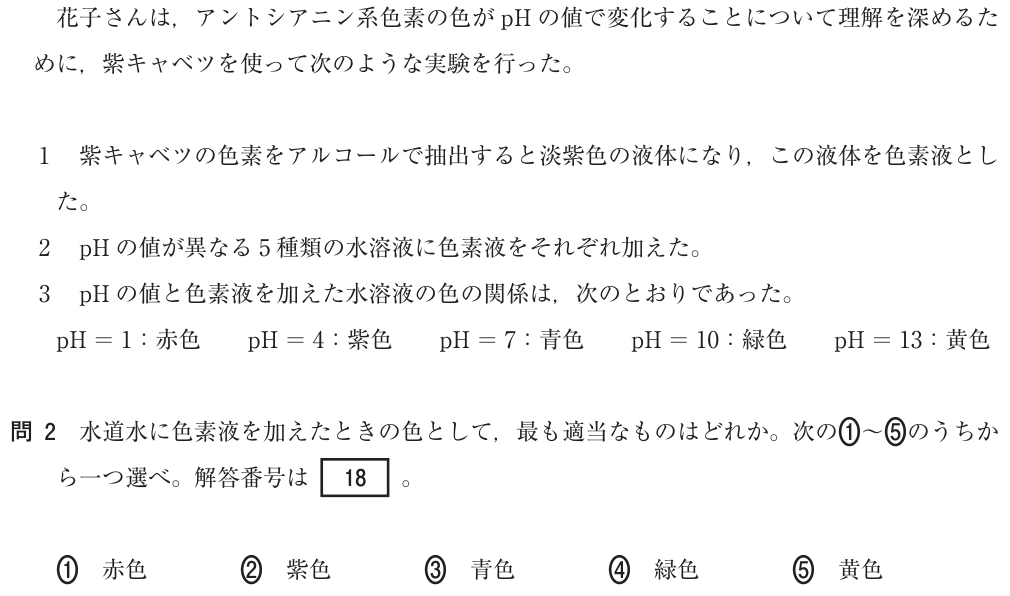 花子さんは，アントシアニン系色素の色が pH の値で変化することについて理解を深めるた
めに，紫キャベツを使って次のような実験を行った。
1 紫キャベツの色素をアルコールで抽出すると淡紫色の液体になり，この液体を色素液とし
た。
2 pH の値が異なる 5 種類の水溶液に色素液をそれぞれ加えた。
3 pH の値と色素液を加えた水溶液の色の関係は，次のとおりであった。
pH = 1：赤色 pH = 4：紫色 pH = 7：青色 pH = 10：緑色 pH = 13：黄色
問 2 水道水に色素液を加えたときの色として，最も適当なものはどれか。次の①～⑤のうちか
ら一つ選べ。解答番号は 18 。
① 赤色 ② 紫色 ③ 青色 ④ 緑色 ⑤ 黄色